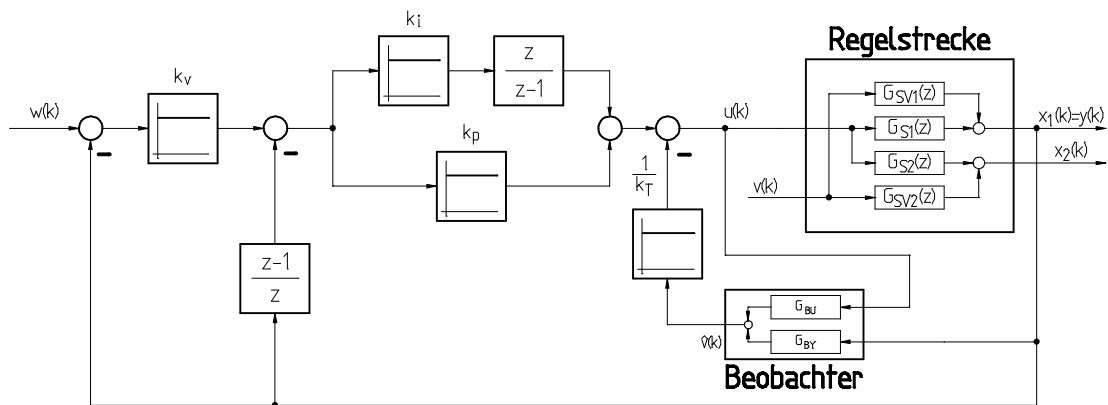 k_i
Regelstrecke
z
z-1
k_v
G_SV1(z)
w(k)
u(k)
x_1(k)=y(k)
G_S1(z)
k_p
x_2(k)
G_S2(z)
1
k_T
v(k)
G_SV2(z)
z-1
z
G_BU
v̂(k)
G_BY
Beobachter